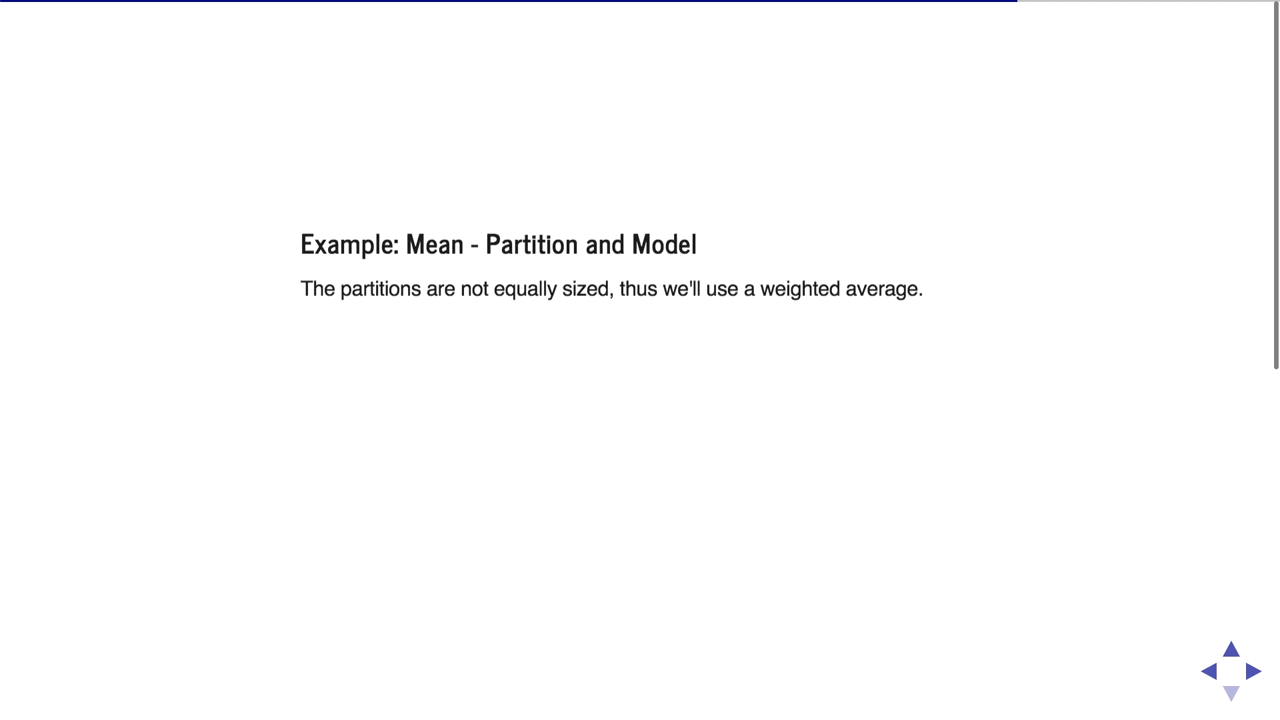 Example: Mean - Partition and Model
The partitions are not equally sized, thus we'll use a weighted average.